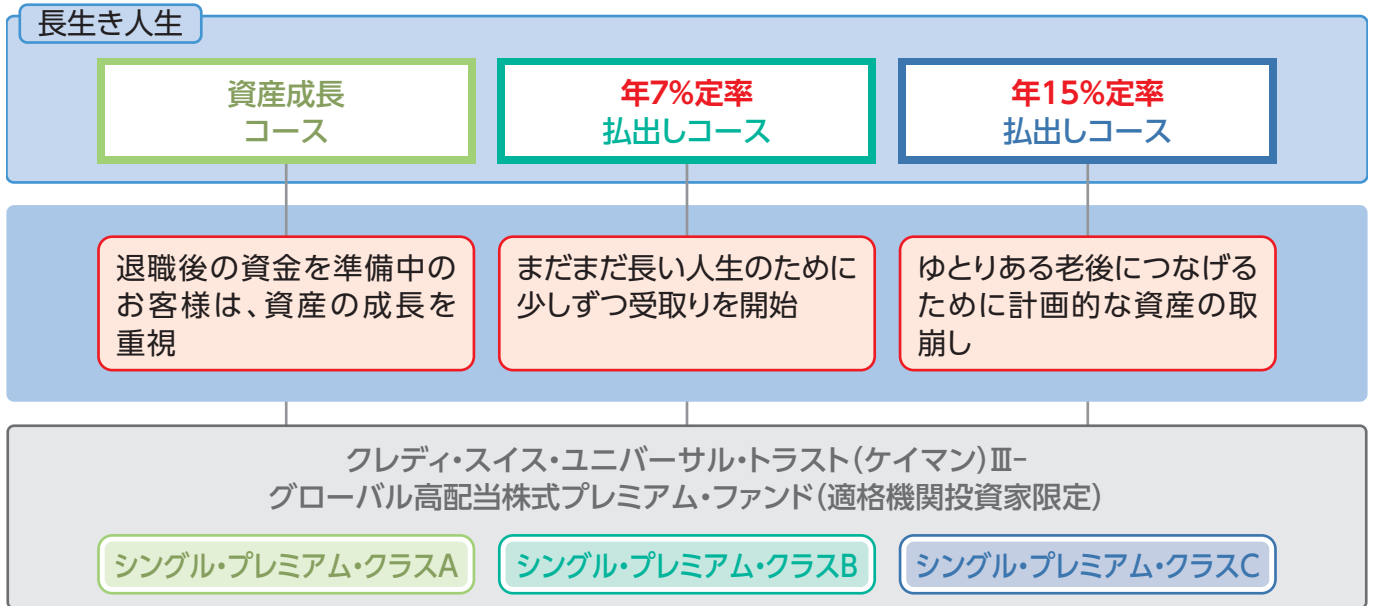 長生き人生
資産成長
コース
年7%定率
払出しコース
年15%定率
払出しコース
退職後の資金を準備中の
お客様は、資産の成長を
重視
まだまだ長い人生のために
少しずつ受取りを開始
ゆとりある老後につなげる
ために計画的な資産の取
崩し
クレディ・スイス・ユニバーサル・トラスト(ケイマン)Ⅲ-
グローバル高配当株式プレミアム・ファンド(適格機関投資家限定)
シングル・プレミアム・クラスA
シングル・プレミアム・クラスB
シングル・プレミアム・クラスC